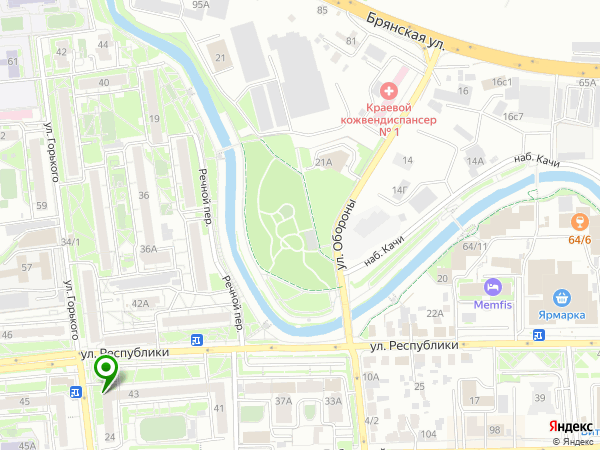 42
95А
85
81
Брянская ул.
61
ул. Горького
44
40
19
Краевой
кожвендиспансер
№ 1
16
16с1
65А
16с7
59
36
Речной пер.
21А
14
14А
наб. Качи
14Г
34/1
36А
ул. Обороны
наб. Качи
64/11
64/6
57
ул. Горького
42А
Речной пер.
20
Memfis
Ярмарка
22А
46
ул. Республики
ул. Республики
45
43
41
37А
33А
10А
17
39
24
45А
4/2
104
98
Вит
Яндекс
© Яндекс